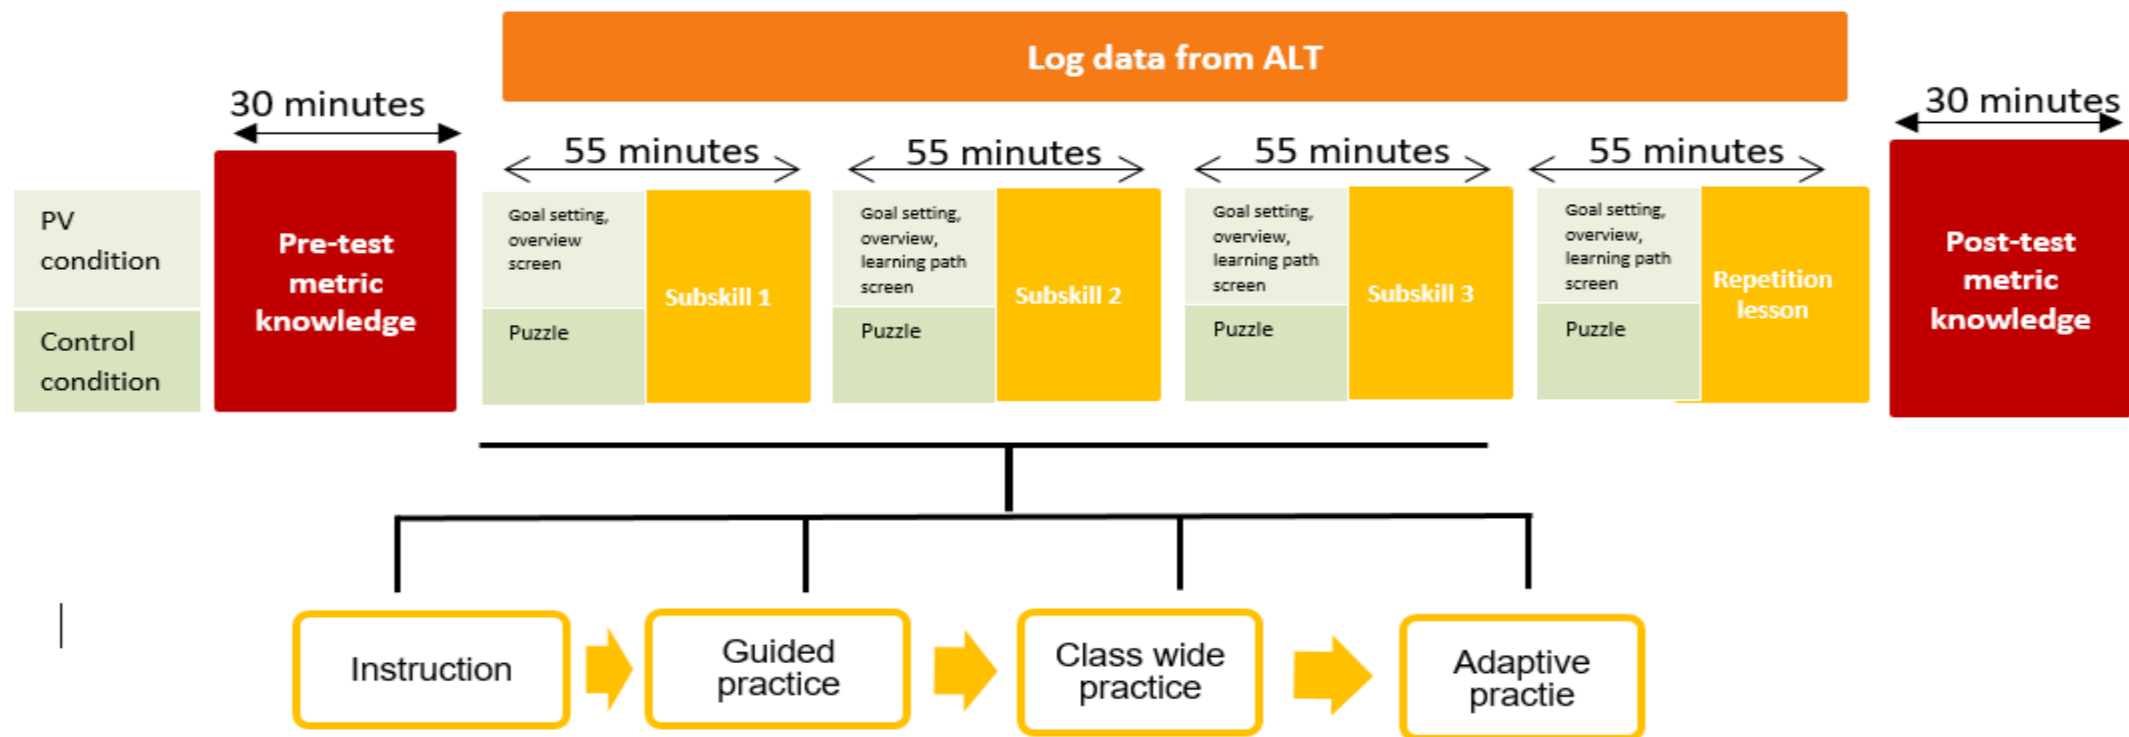 Log data from ALT
30 minutes
30 minutes
55 minutes
55 minutes
55 minutes
55 minutes
PV
condition
Control
condition
Pre-test
metric
knowledge
Goal setting,
overview
screen
Puzzle
Subskill 1
Goal setting,
overview,
learning path
screen
Puzzle
Subskill 2
Goal setting,
overview,
learning path
screen
Puzzle
Subskill 3
Goal setting,
overview,
learning path
screen
Puzzle
Repetition
lesson
Post-test
metric
knowledge
Instruction
Guided
practice
Class wide
practice
Adaptive
practie